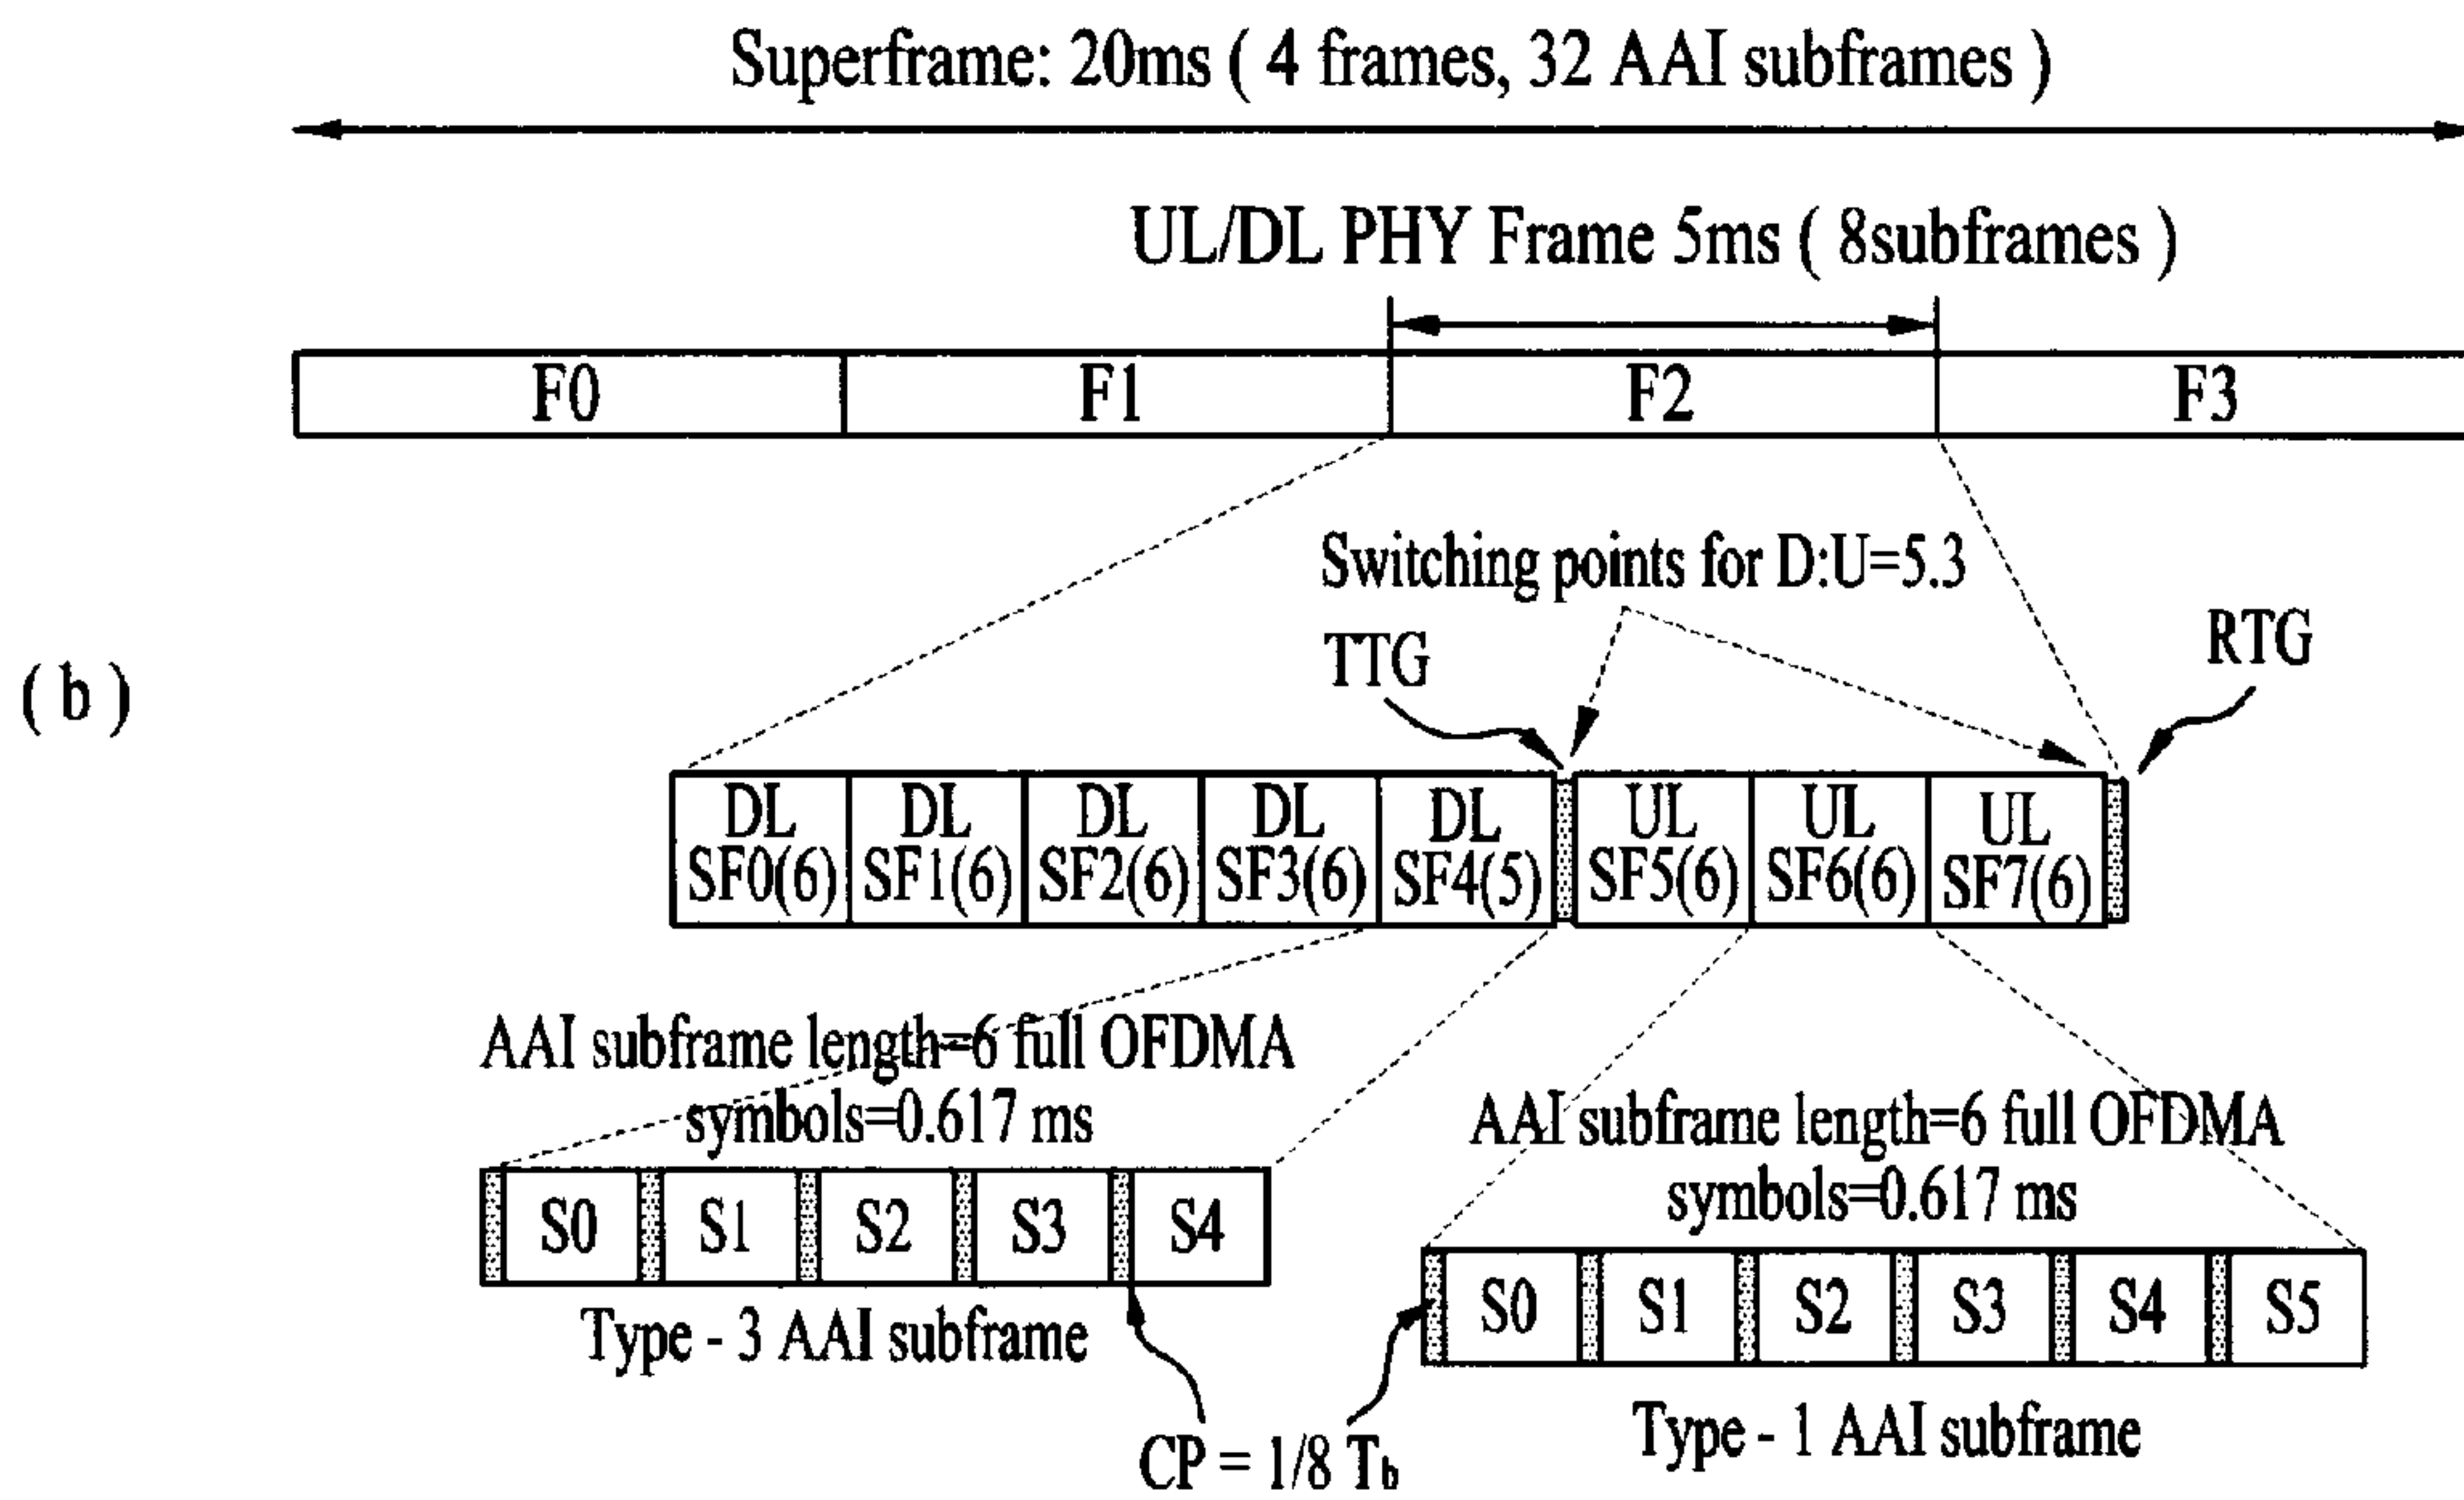 Superframe: 20ms ( 4 frames, 32 AAI subframes )
UL/DL PHY Frame 5ms ( 8subframes )
F0 F1 F2 F3
Switching points for D:U=5.3
TTG
RTG
( b )
DL SF0(6)
DL SF1(6)
DL SF2(6)
DL SF3(6)
DL SF4(5)
UL SF5(6)
UL SF6(6)
UL SF7(6)
AAI subframe length=6 full OFDMA
symbols=0.617 ms
AAI subframe length=6 full OFDMA
symbols=0.617 ms
S0 S1 S2 S3 S4
S0 S1 S2 S3 S4 S5
Type - 3 AAI subframe
Type - 1 AAI subframe
CP = 1/8 Tb